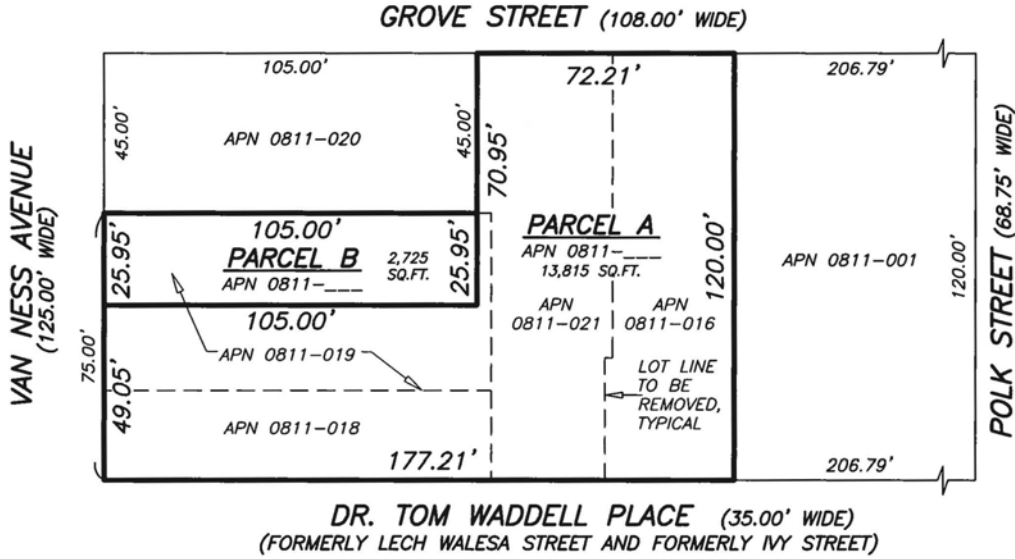 GROVE STREET (108.00' WIDE)
105.00'
72.21'
206.79'
45.00'
APN 0811-020
45.00'
70.95'
VAN NESS AVENUE
(125.00' WIDE)
105.00'
25.95'
PARCEL B
2,725
SQ.FT.
APN 0811-___
25.95'
105.00'
PARCEL A
APN 0811-___
13,815 SQ.FT.
APN
0811-021
APN
0811-016
120.00'
APN 0811-001
120.00'
POLK STREET (68.75' WIDE)
75.00'
49.05'
APN 0811-019
LOT LINE
TO BE
REMOVED,
TYPICAL
APN 0811-018
177.21'
206.79'
DR. TOM WADDELL PLACE (35.00' WIDE)
(FORMERLY LECH WALESA STREET AND FORMERLY IVY STREET)